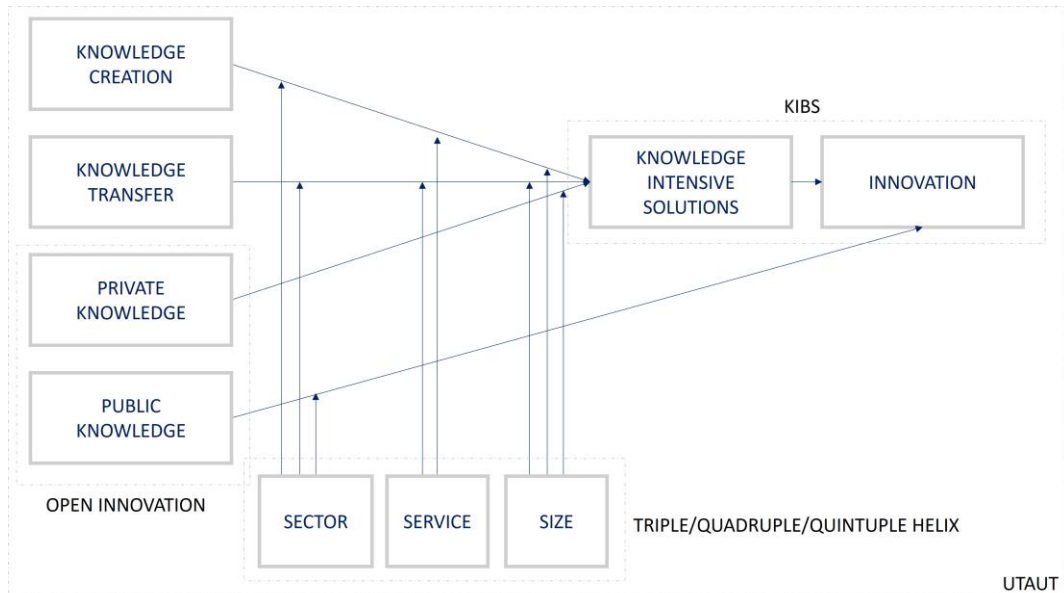 KNOWLEDGE
CREATION
KIBS
KNOWLEDGE
TRANSFER
KNOWLEDGE
INTENSIVE
SOLUTIONS
INNOVATION
PRIVATE
KNOWLEDGE
PUBLIC
KNOWLEDGE
OPEN INNOVATION
SECTOR
SERVICE
SIZE
TRIPLE/QUADRUPLE/QUINTUPLE HELIX
UTAUT